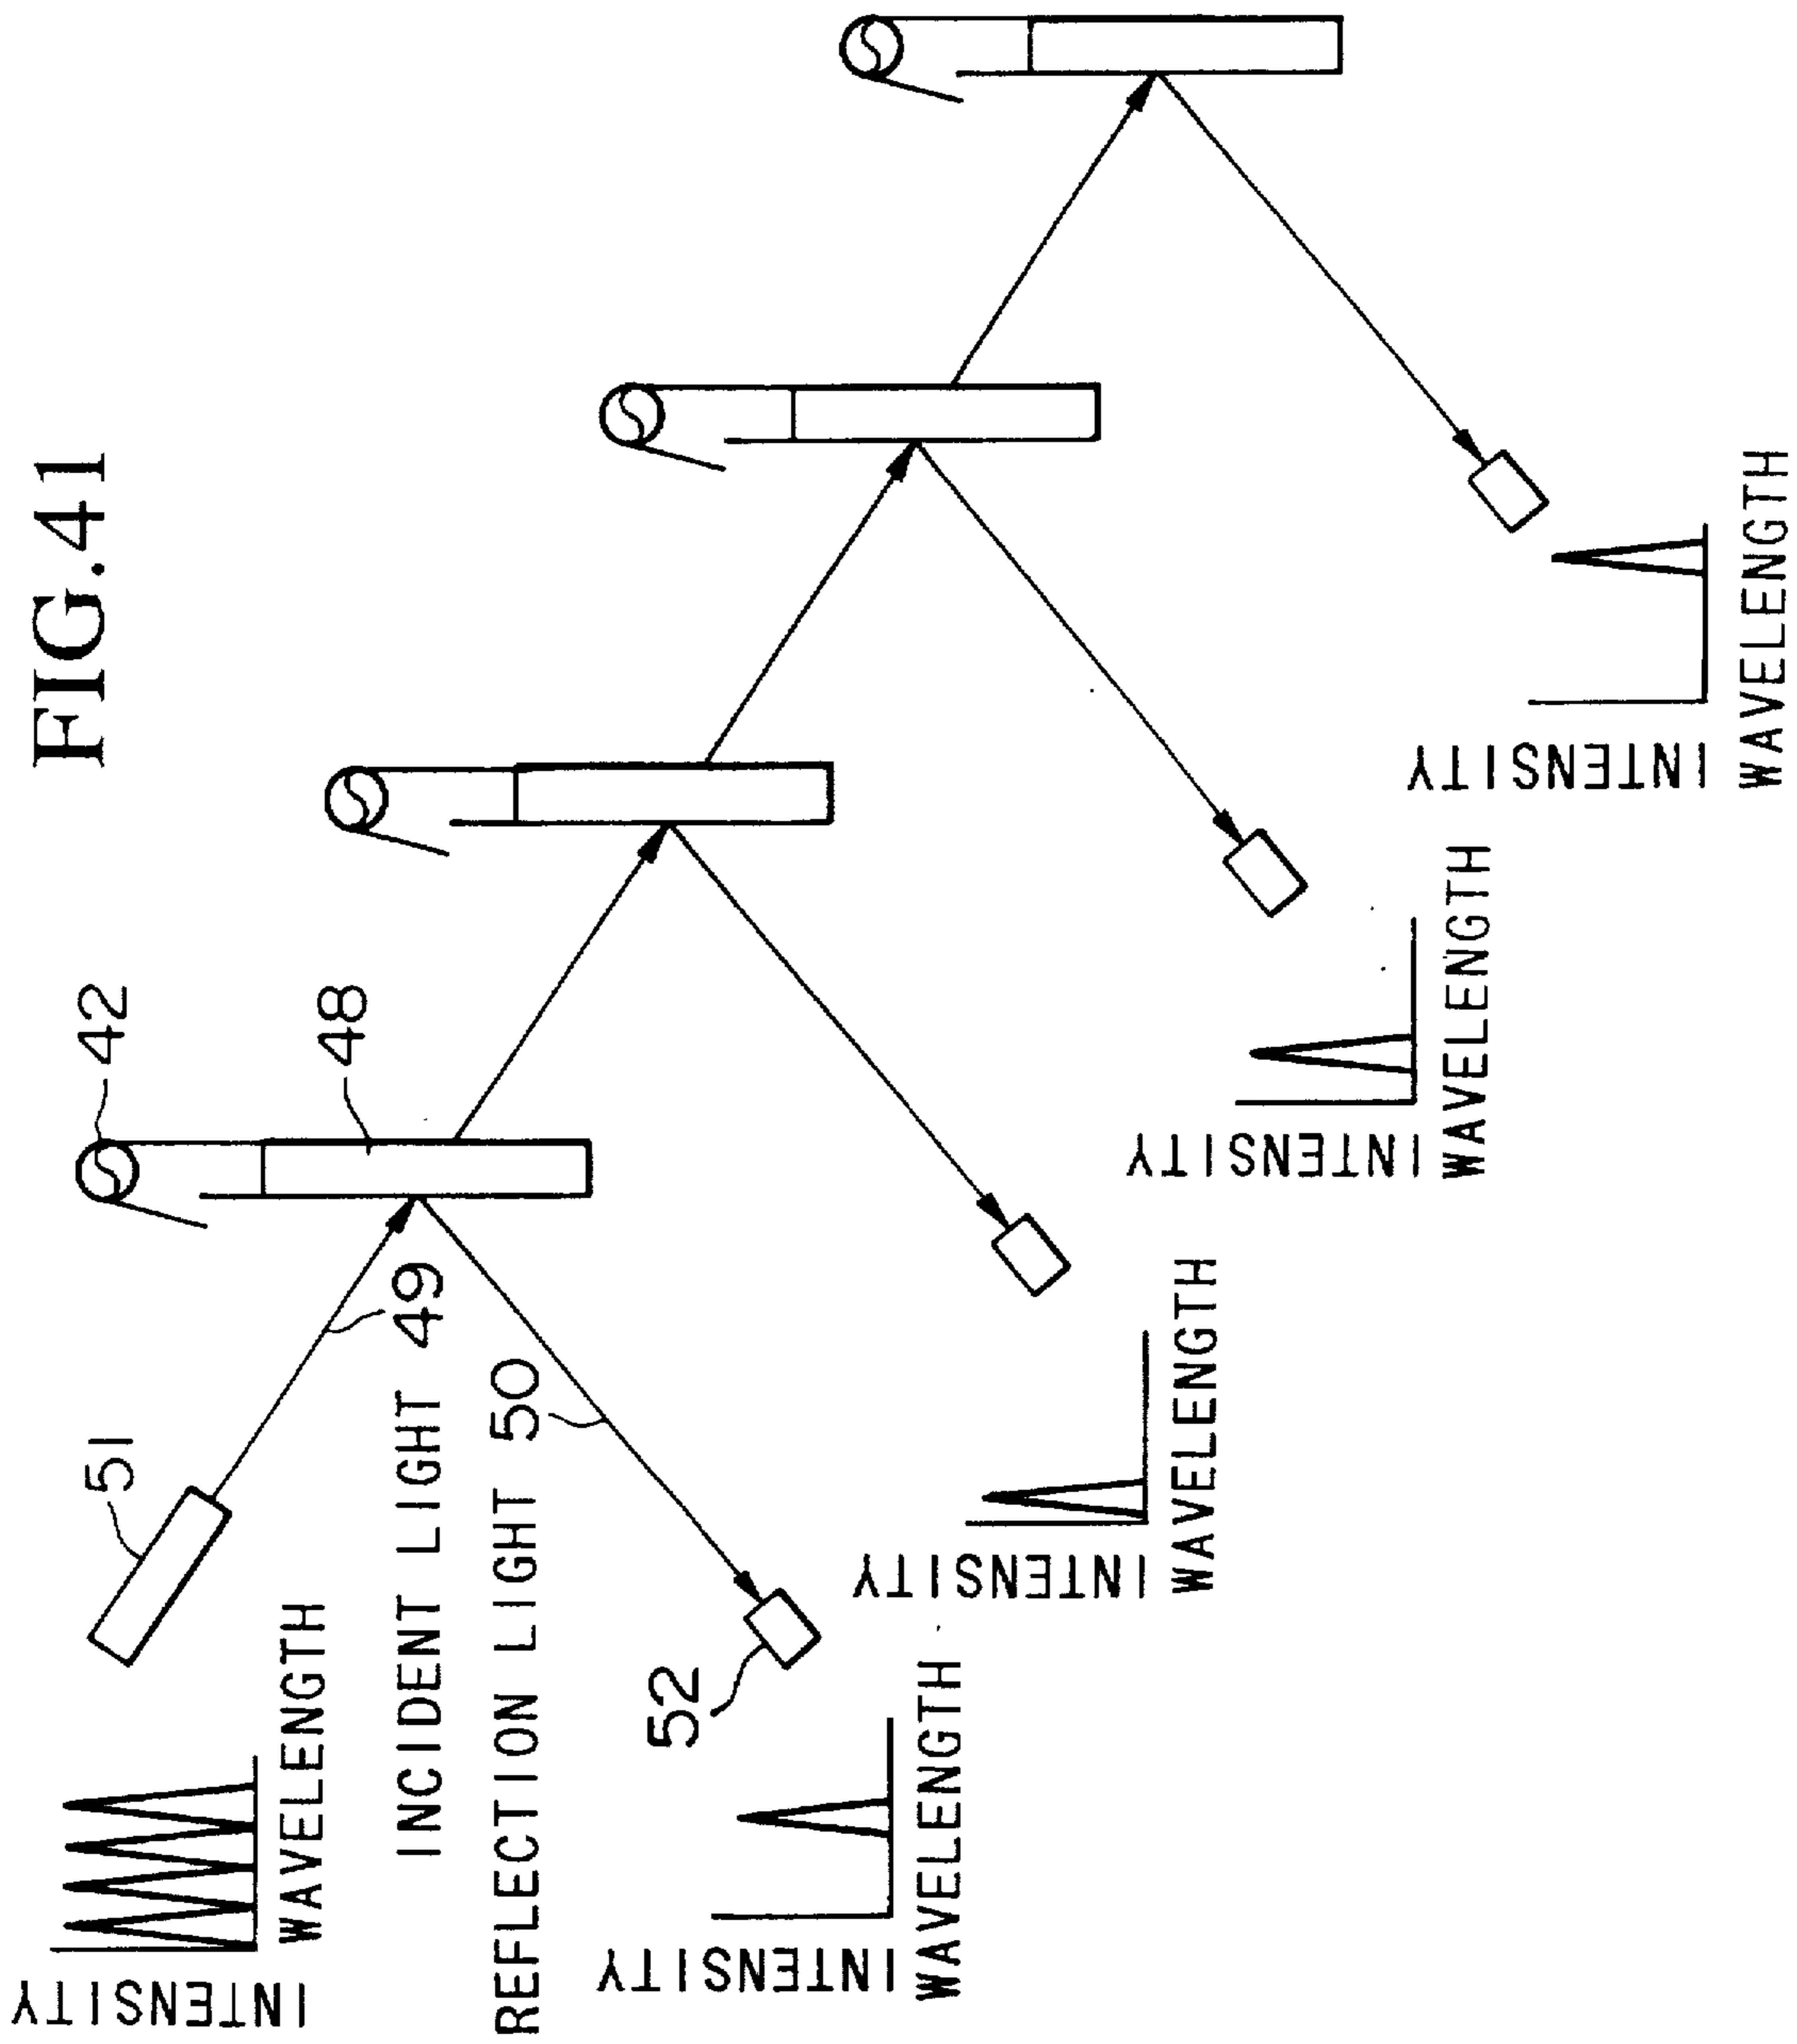 FIG.41
INTENSITY
WAVELENGTH
51
42
48
INCIDENT LIGHT 49
REFLECTION LIGHT 50
52
INTENSITY
WAVELENGTH
INTENSITY
WAVELENGTH
INTENSITY
WAVELENGTH
INTENSITY
WAVELENGTH